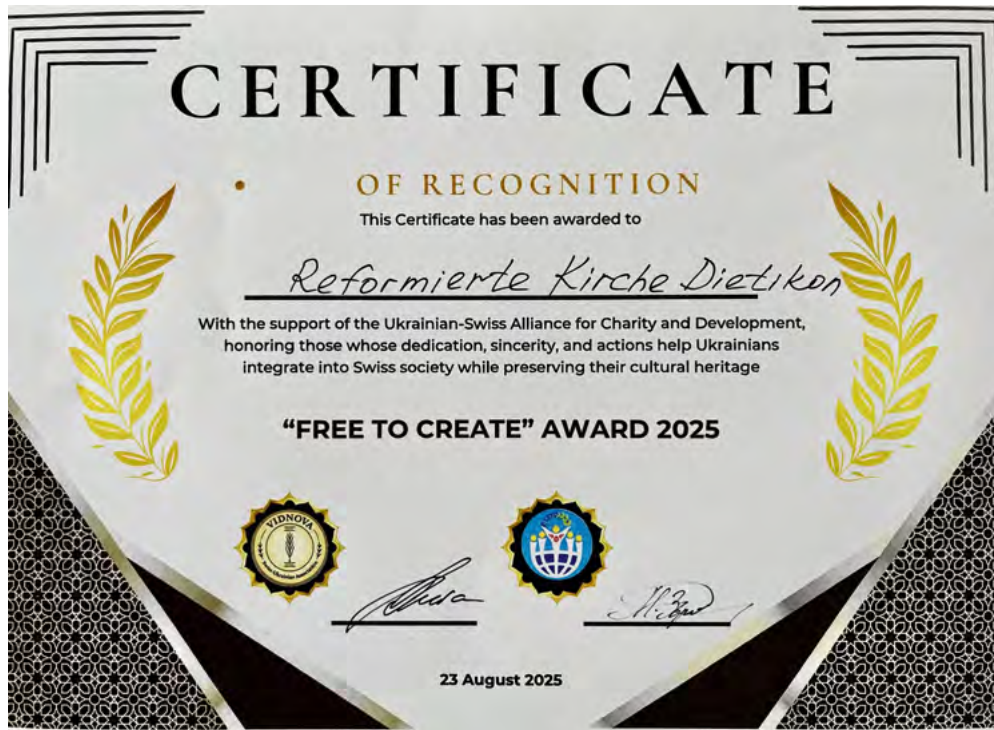 CERTIFICATE
OF RECOGNITION
This Certificate has been awarded to
Reformierte Kirche Dietikon
With the support of the Ukrainian-Swiss Alliance for Charity and Development,
honoring those whose dedication, sincerity, and actions help Ukrainians
integrate into Swiss society while preserving their cultural heritage
“FREE TO CREATE” AWARD 2025
VIDNOVA
23 August 2025